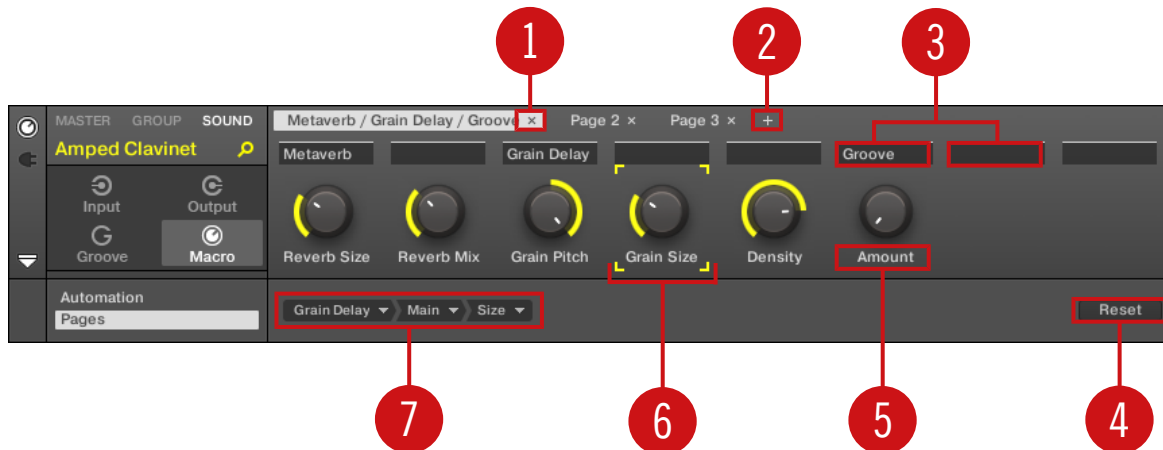 1 2 3
MASTER GROUP SOUND
Amped Clavinet
Input Output
Groove Macro
Metaverb / Grain Delay / Groove × Page 2 × Page 3 × +
Metaverb Grain Delay Groove
Reverb Size Reverb Mix Grain Pitch Grain Size Density Amount
Automation
Pages
Grain Delay Main Size Reset
7 6 5 4